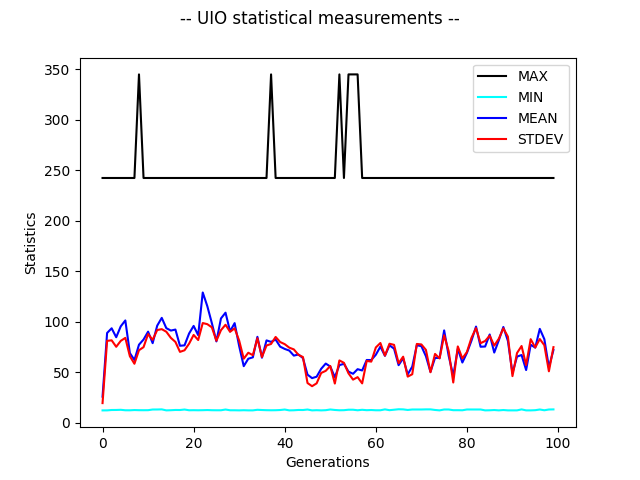 -- UIO statistical measurements --
350
300
250
200
150
100
50
0
Statistics
MAX
MIN
MEAN
STDEV
0 20 40 60 80 100
Generations